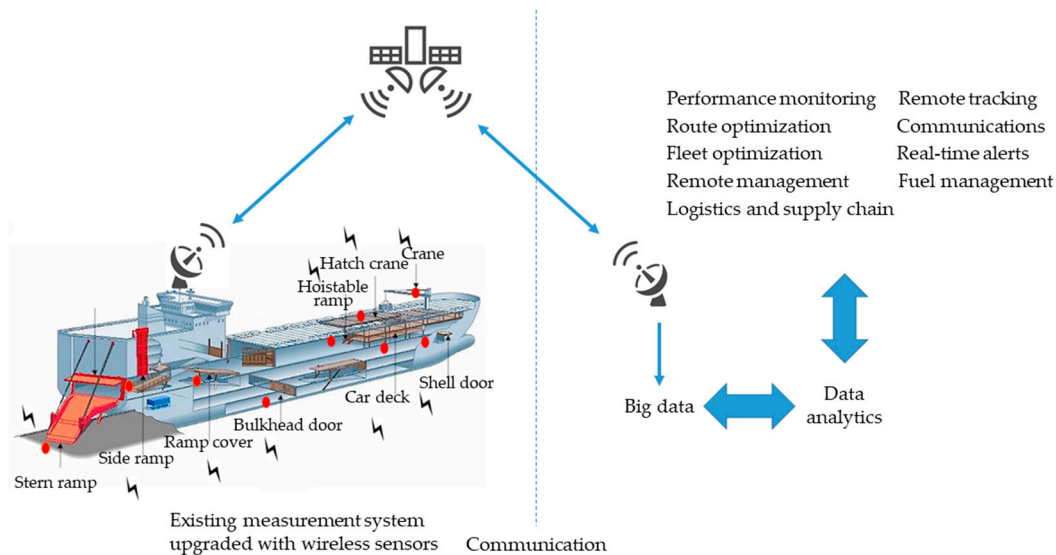 Performance monitoring Remote tracking
Route optimization Communications
Fleet optimization Real-time alerts
Remote management Fuel management
Logistics and supply chain
Crane
Hatch crane
Hoistable
ramp
Shell door
Car deck
Bulkhead door
Ramp cover
Side ramp
Stern ramp
Big data
Data
analytics
Existing measurement system
upgraded with wireless sensors
Communication